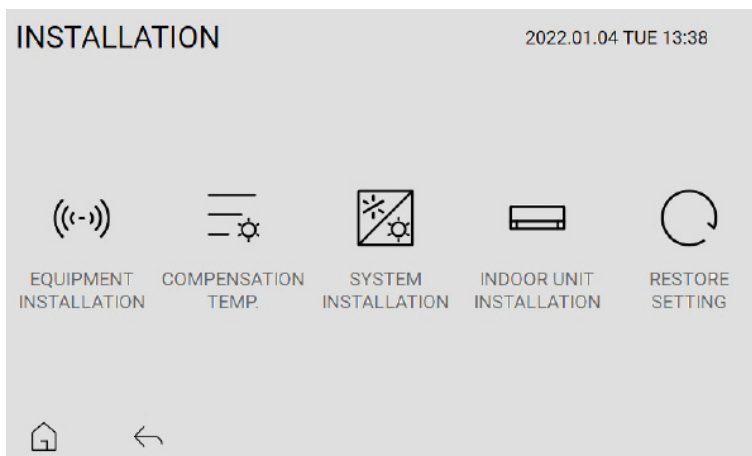 INSTALLATION
2022.01.04 TUE 13:38
EQUIPMENT
INSTALLATION
COMPENSATION
TEMP.
SYSTEM
INSTALLATION
INDOOR UNIT
INSTALLATION
RESTORE
SETTING